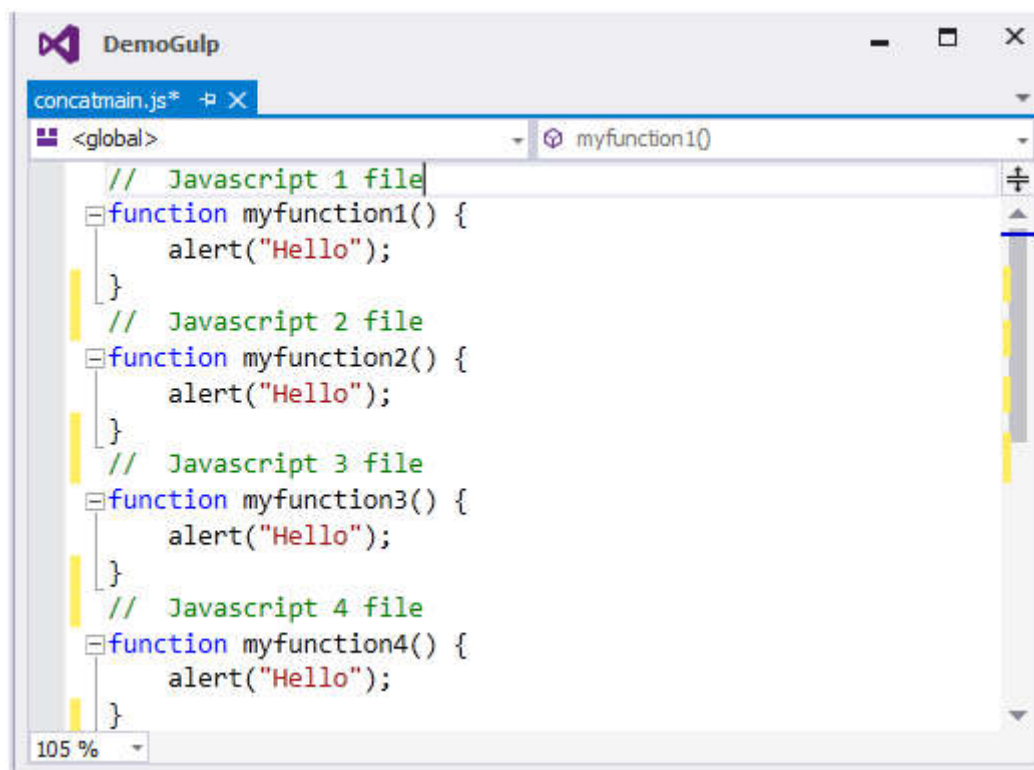 DemoGulp
concatmain.js*
<global> myfunction1()
// Javascript 1 file
function myfunction1() {
alert("Hello");
}
// Javascript 2 file
function myfunction2() {
alert("Hello");
}
// Javascript 3 file
function myfunction3() {
alert("Hello");
}
// Javascript 4 file
function myfunction4() {
alert("Hello");
}
105 %